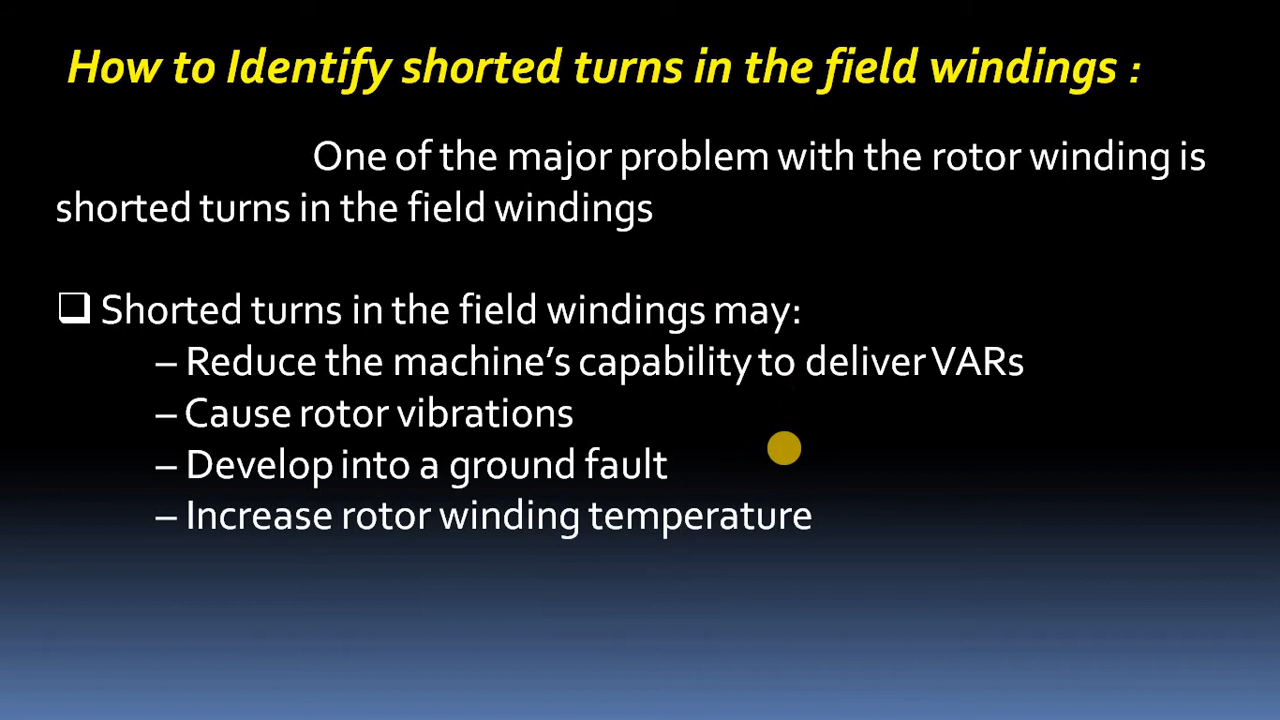 How to Identify shorted turns in the field windings :
One of the major problem with the rotor winding is
shorted turns in the field windings
❑ Shorted turns in the field windings may:
– Reduce the machine’s capability to deliver VARs
– Cause rotor vibrations
– Develop into a ground fault
– Increase rotor winding temperature